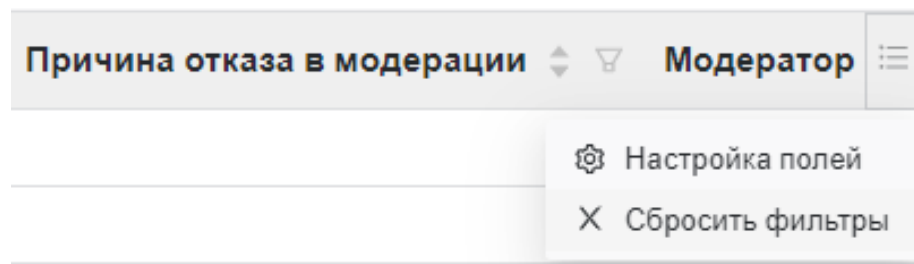 Причина отказа в модерации Модератор
Настройка полей
Сбросить фильтры